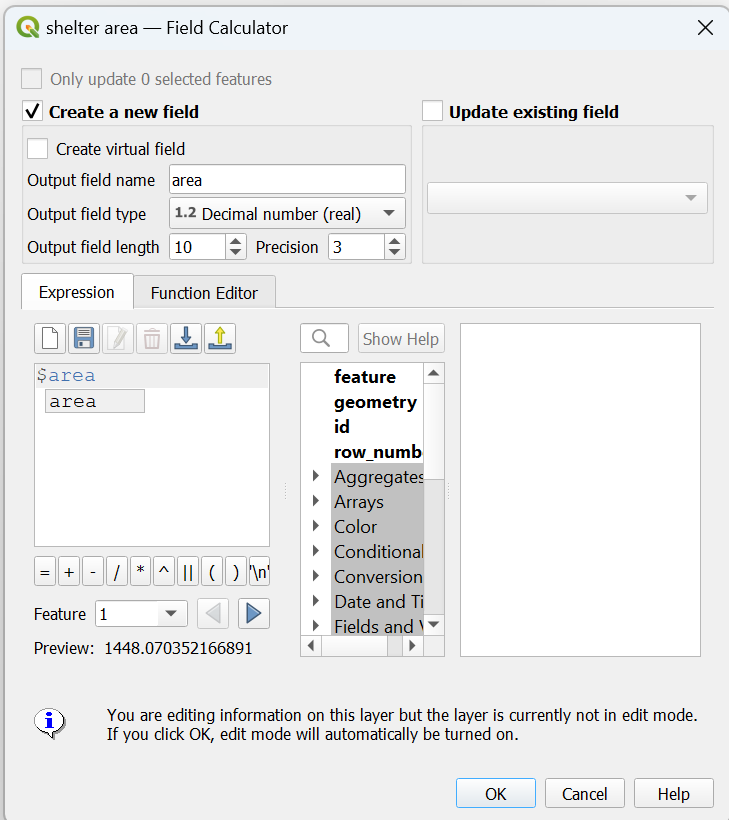 shelter area — Field Calculator
Only update 0 selected features
Create a new field
Update existing field
Create virtual field
Output field name area
Output field type 1.2 Decimal number (real)
Output field length 10 Precision 3
Expression Function Editor
Show Help
$area
area
feature
geometry
id
row_numb
Aggregates
Arrays
Color
Conditional
Conversion
Date and Ti
Fields and V
= + - / * ^ || ( ) '\n'
Feature 1
Preview: 1448.070352166891
You are editing information on this layer but the layer is currently not in edit mode.
If you click OK, edit mode will automatically be turned on.
OK Cancel Help